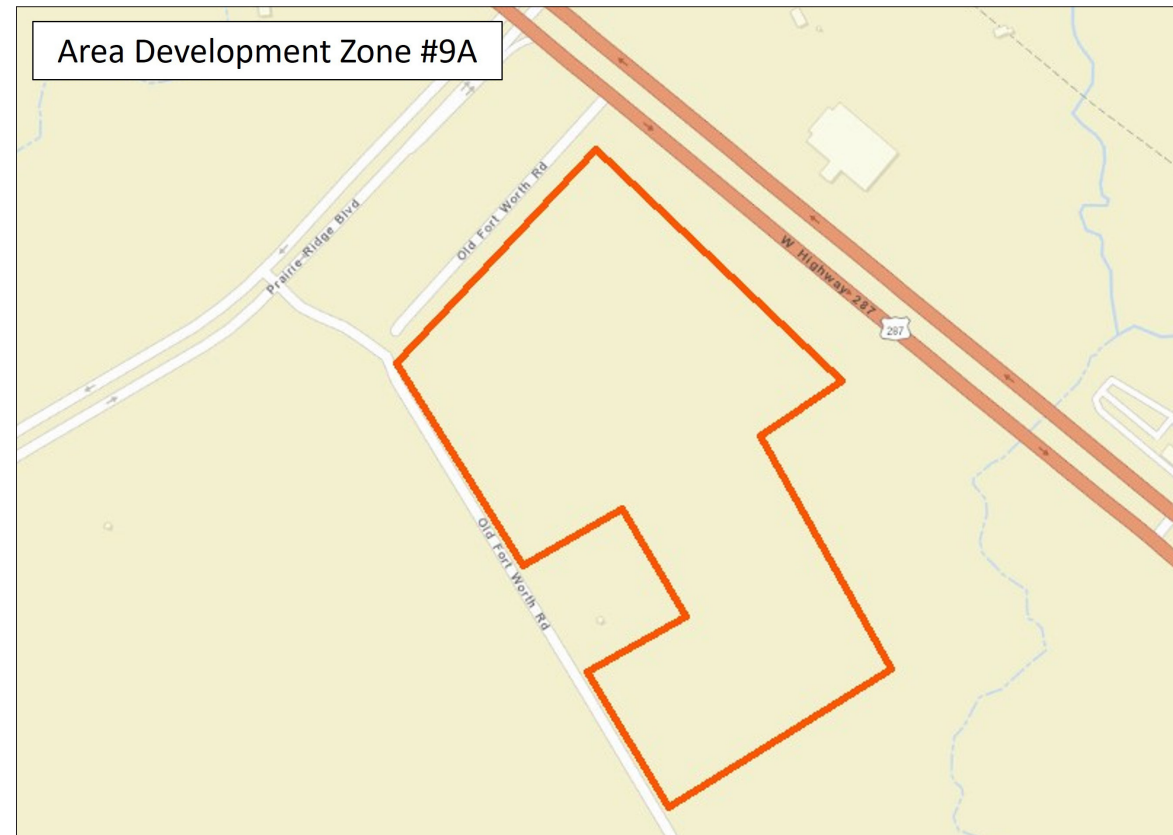 Area Development Zone #9A
Old Fort Worth Rd
Prairie Ridge Blvd
W Highway 287
287
Old Fort Worth Rd